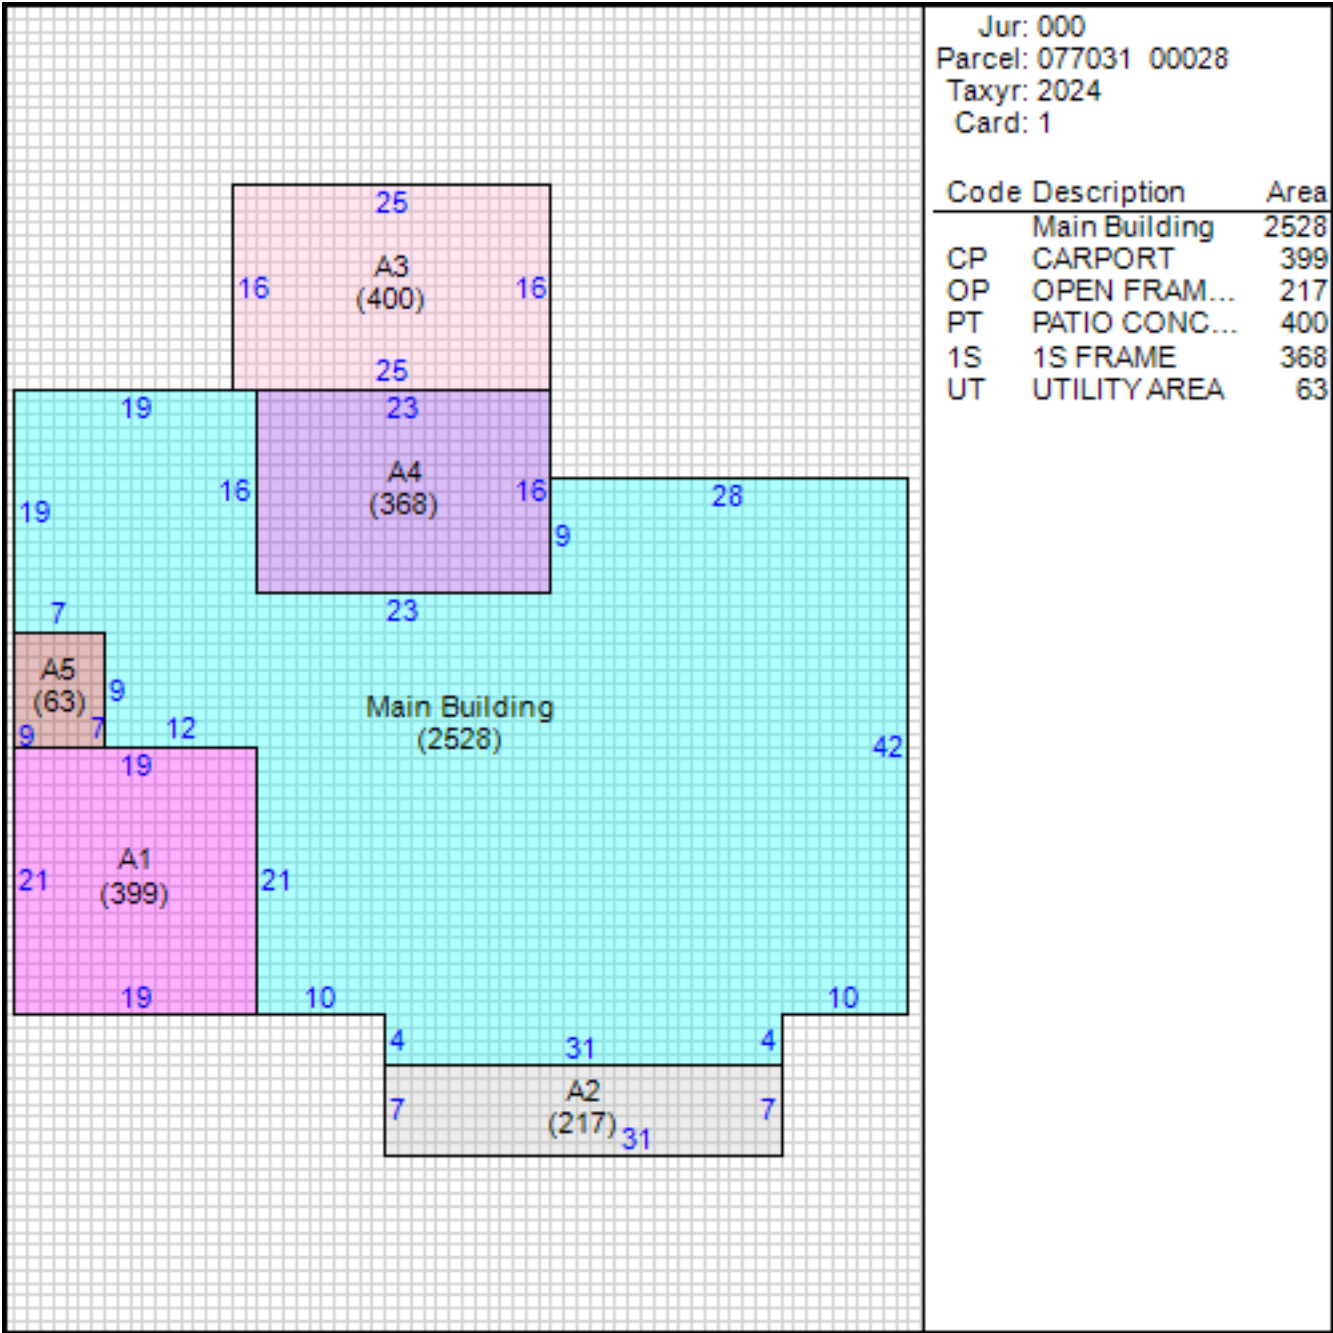 Jur: 000
Parcel: 077031 00028
Taxyr: 2024
Card: 1
Code Description Area
Main Building 2528
CP CARPORT 399
OP OPEN FRAM... 217
PT PATIO CONC... 400
1S 1S FRAME 368
UT UTILITY AREA 63
25
A3
16 (400) 16
25
19 23
A4
16 (368) 16 28
19
9
7 23
A5
(63) 9
9 7 12
Main Building
(2528)
42
19
A1
21 (399) 21
19 10 10
4 31 4
A2
7 (217) 7
31